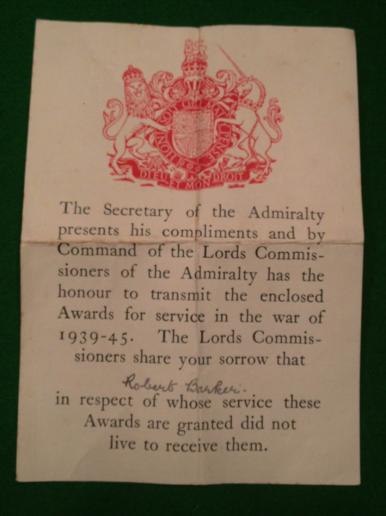 HONI SOIT QUI MAL Y PENSE
DIEU ET MON DROIT
The Secretary of the Admiralty
presents his compliments and by
Command of the Lords Commis-
sioners of the Admiralty has the
honour to transmit the enclosed
Awards for service in the war of
1939-45. The Lords Commis-
sioners share your sorrow that
Robert Barker.
in respect of whose service these
Awards are granted did not
live to receive them.